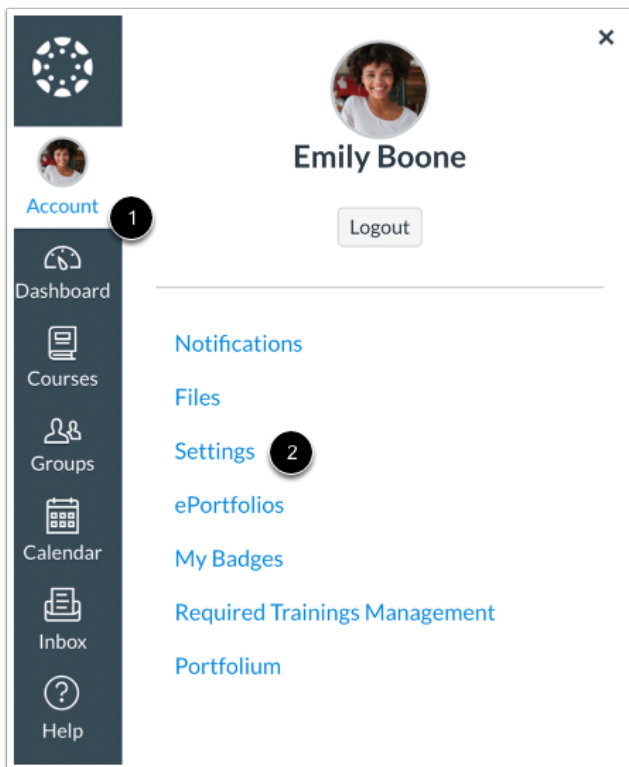 ×
Emily Boone
Logout
Account
1
Dashboard
Courses
Groups
Calendar
Inbox
?
Help
Notifications
Files
Settings 2
ePortfolios
My Badges
Required Trainings Management
Portfolium